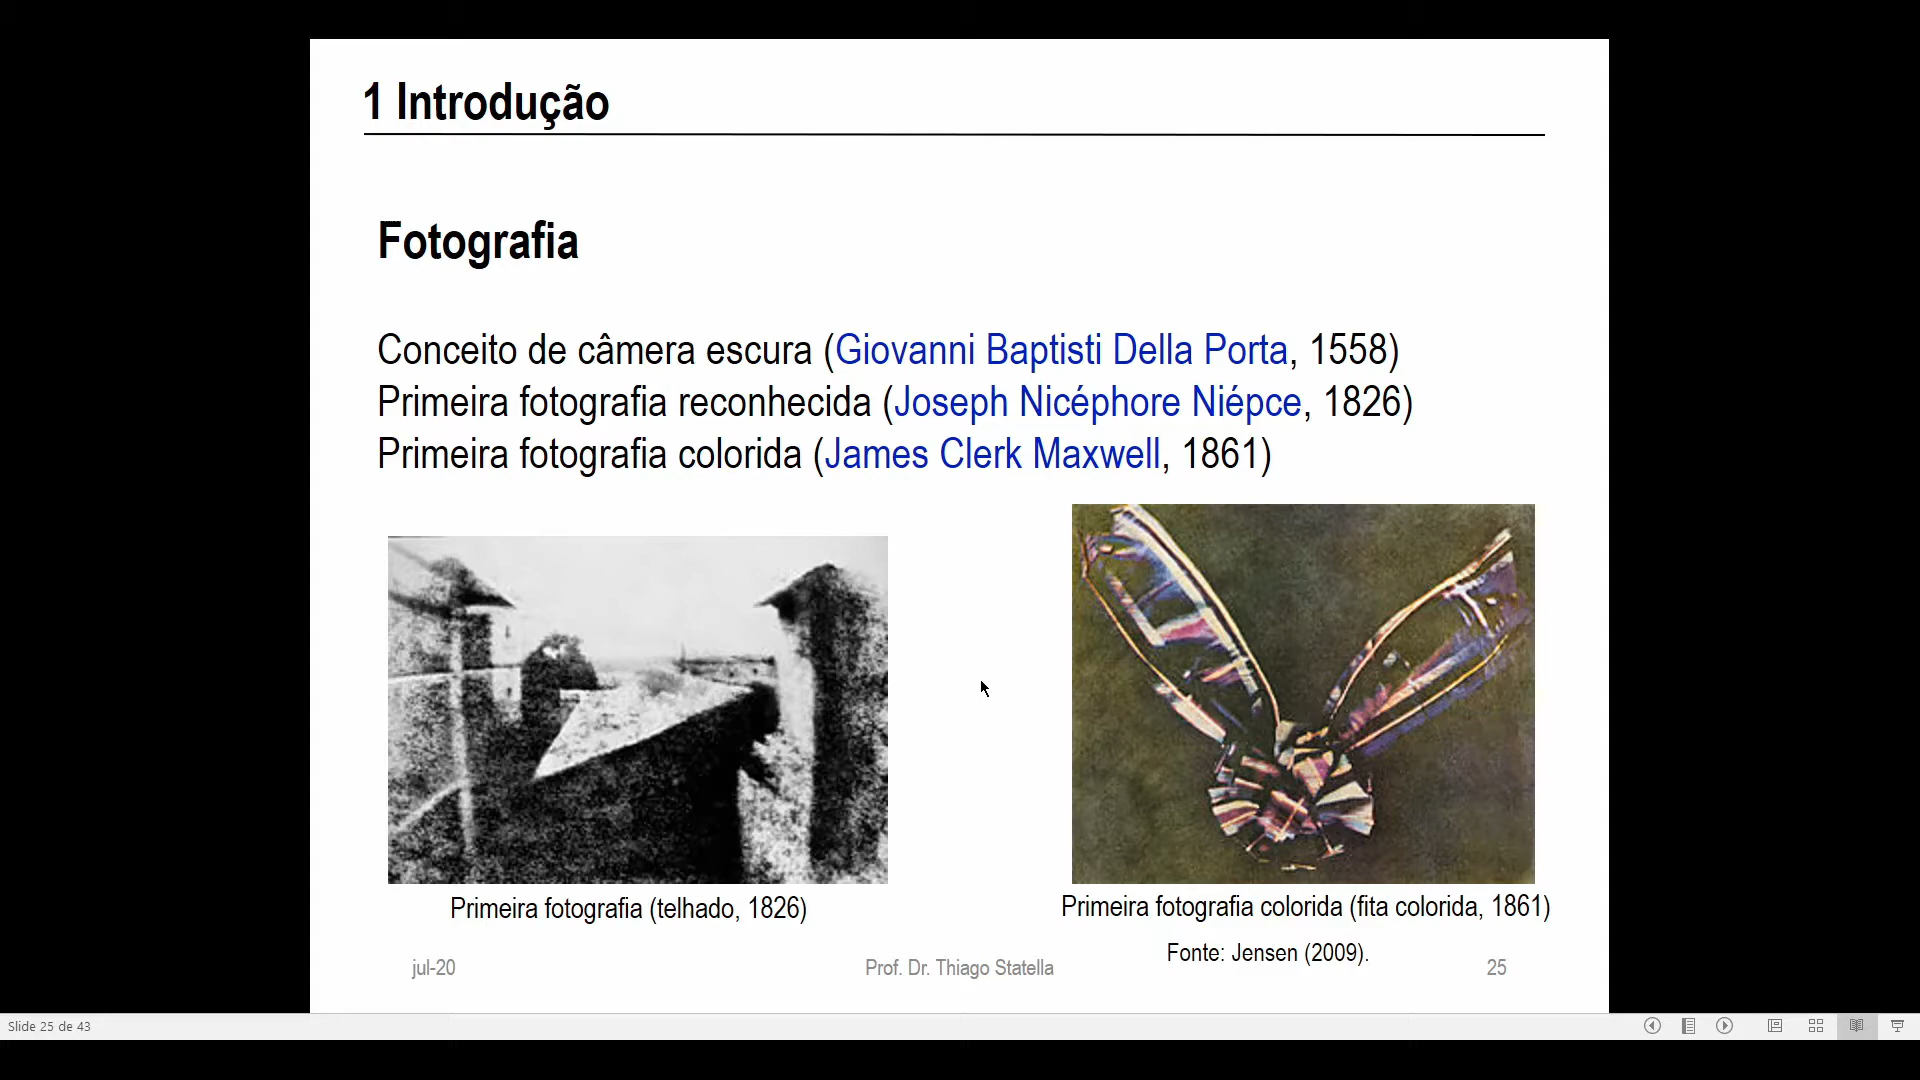 1 Introdução
Fotografia
Conceito de câmera escura (Giovanni Baptisti Della Porta, 1558)
Primeira fotografia reconhecida (Joseph Nicéphore Niépce, 1826)
Primeira fotografia colorida (James Clerk Maxwell, 1861)
Primeira fotografia (telhado, 1826)
Primeira fotografia colorida (fita colorida, 1861)
Fonte: Jensen (2009).
jul-20
Prof. Dr. Thiago Statella
25
Slide 25 de 43